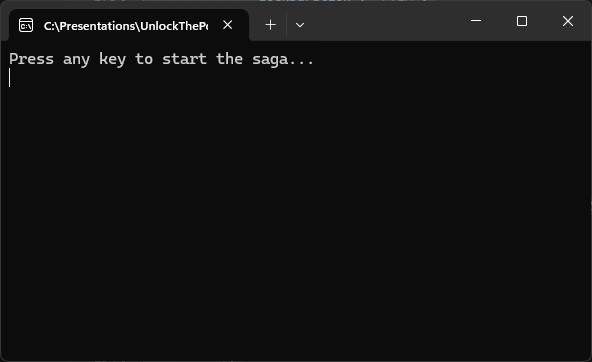 C:\Presentations\UnlockThePo
Press any key to start the saga...